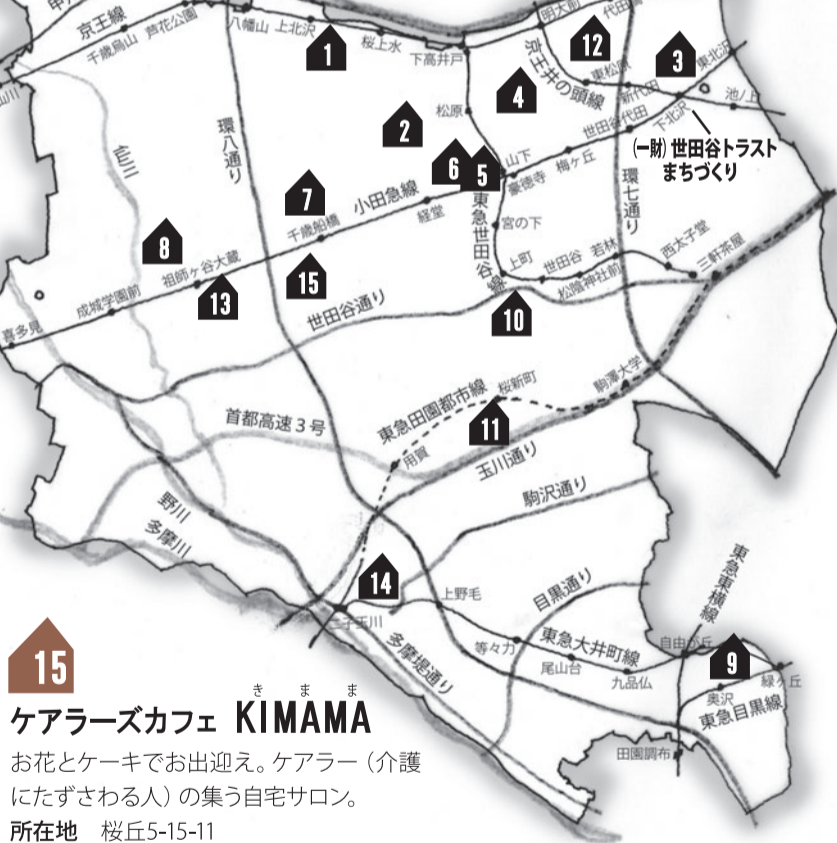 京王線
千歳烏山
芦花公園
八幡山
上北沢
1
桜上水
下高井戸
明大前
代田橋
12
3
東北沢
京王井の頭線
東松原
新代田
池ノ上
下北沢
4
松原
2
世田谷代田
(一財)世田谷トラスト
まちづくり
仙川
環八通り
6
5
山下
豪徳寺
梅ヶ丘
環七通り
7
小田急線
経堂
千歳船橋
東急世田谷線
宮の下
8
祖師ヶ谷大蔵
13
15
成城学園前
喜多見
上町
世田谷
若林
松陰神社前
西太子堂
三軒茶屋
世田谷通り
10
首都高速3号
東急田園都市線
桜新町
駒澤大学
11
用賀
玉川通り
駒沢通り
野川
多摩川
14
二子玉川
上野毛
目黒通り
東急東横線
多摩堤通り
等々力
東急大井町線
尾山台
九品仏
自由が丘
9
緑ヶ丘
奥沢
東急目黒線
田園調布
15
き ま ま
ケアラーズカフェ KIMAMA
お花とケーキでお出迎え。ケアラー(介護
にたずさわる人)の集う自宅サロン。
所在地 桜丘5-15-11